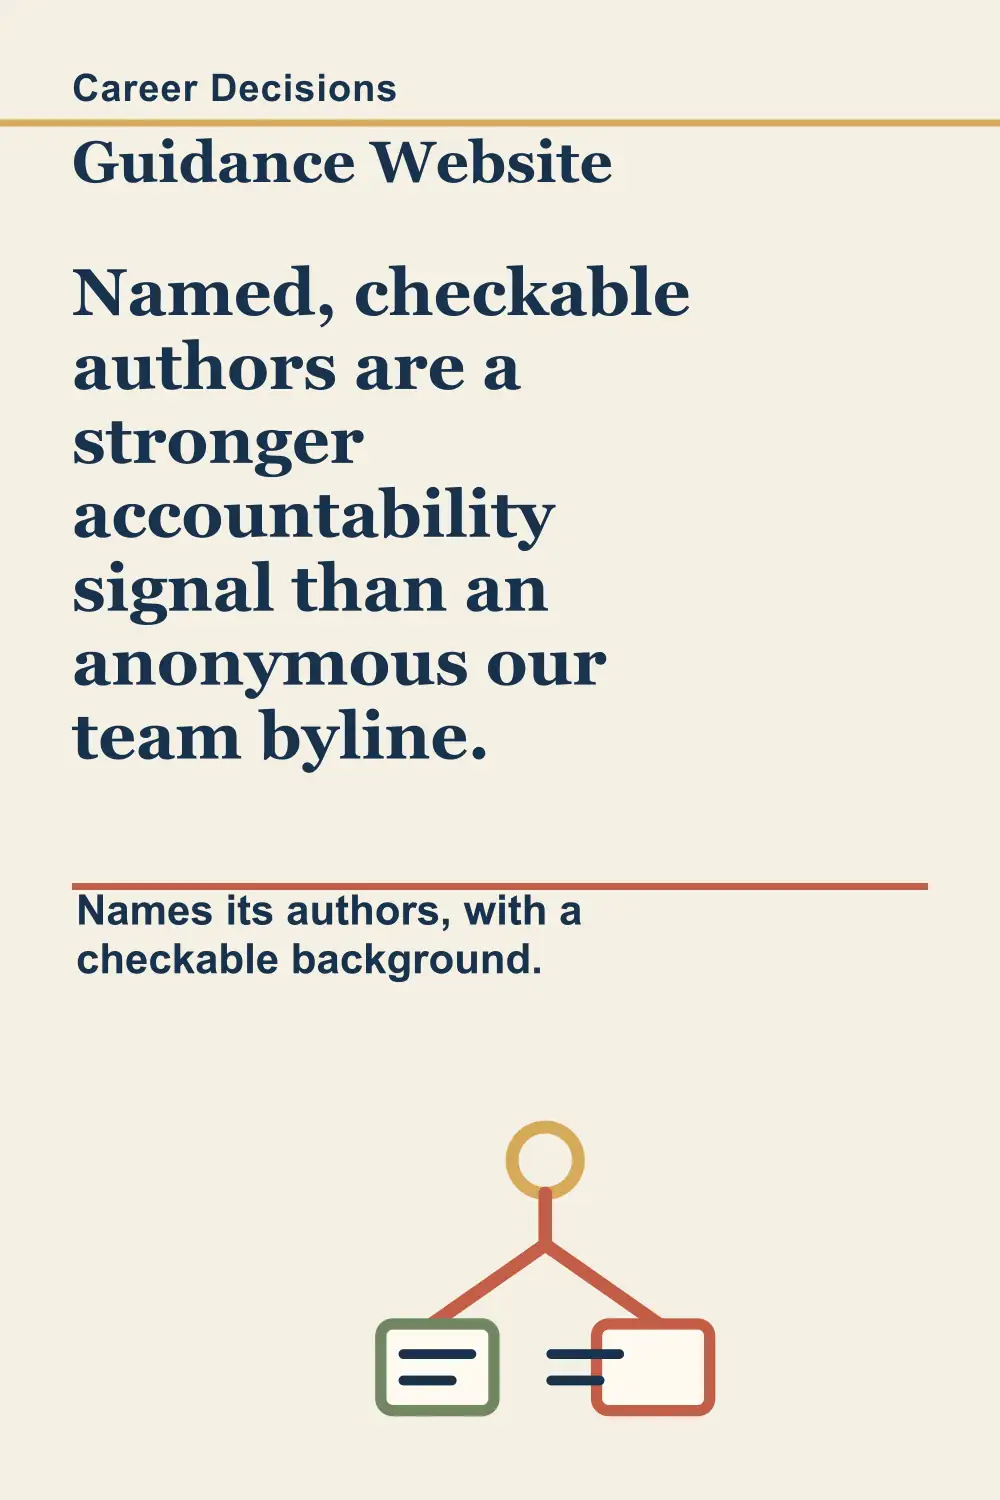 Career Decisions
Guidance Website
Named, checkable
authors are a
stronger
accountability
signal than an
anonymous our
team byline.
Names its authors, with a
checkable background.